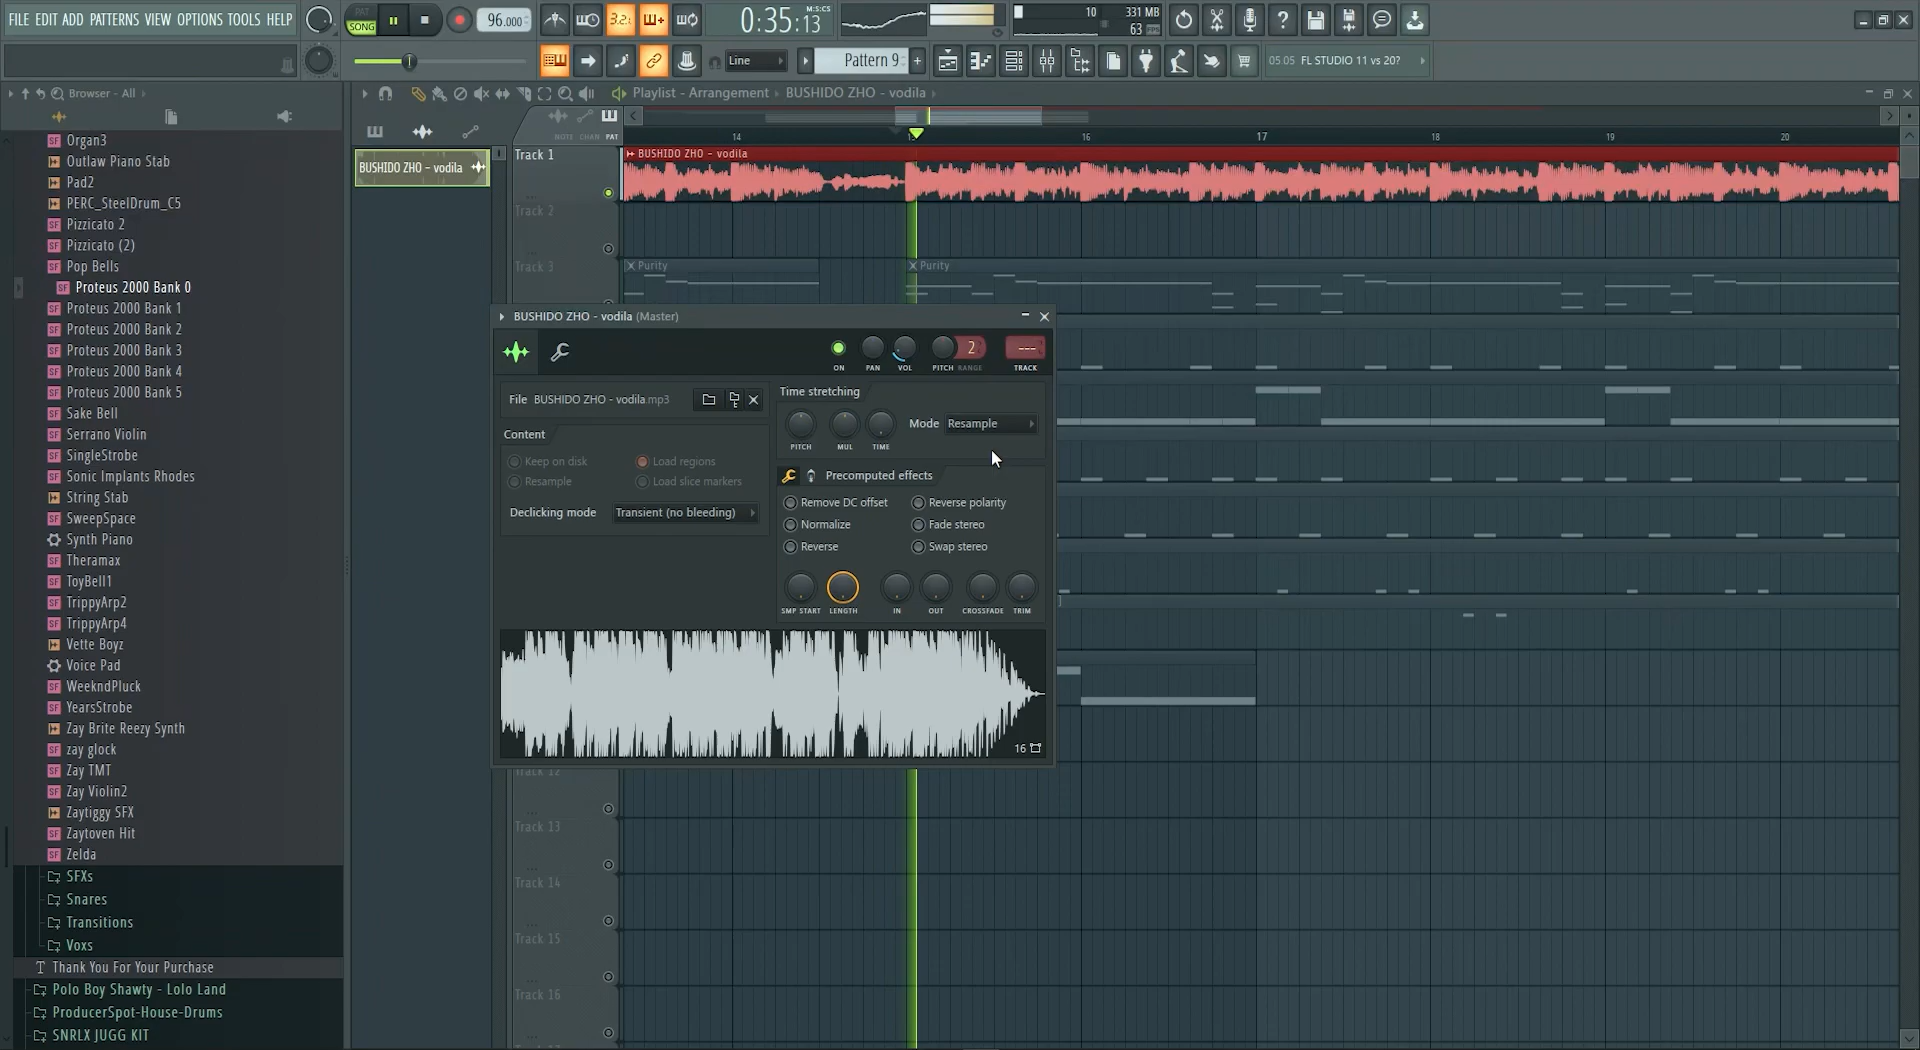 FILE EDIT ADD PATTERNS VIEW OPTIONS TOOLS HELP
PAT
SONG
96.000
3.2
0:35:13
M:S:CS
10
331 MB
63
Line
Pattern 9
05.05 FL STUDIO 11 vs 20?
Browser - All
Playlist - Arrangement
BUSHIDO ZHO - vodila
NOTE CHAN PAT
14
16
17
18
19
20
BUSHIDO ZHO - vodila
Track 1
BUSHIDO ZHO - vodila
Track 2
Track 3
Purity
Purity
Organ3
Outlaw Piano Stab
Pad2
PERC_SteelDrum_C5
Pizzicato 2
Pizzicato (2)
Pop Bells
Proteus 2000 Bank 0
Proteus 2000 Bank 1
Proteus 2000 Bank 2
Proteus 2000 Bank 3
Proteus 2000 Bank 4
Proteus 2000 Bank 5
Sake Bell
Serrano Violin
SingleStrobe
Sonic Implants Rhodes
String Stab
SweepSpace
Synth Piano
Theramax
ToyBell1
TrippyArp2
TrippyArp4
Vette Boyz
Voice Pad
WeekndPluck
YearsStrobe
Zay Brite Reezy Synth
zay glock
Zay TMT
Zay Violin2
Zaytiggy SFX
Zaytoven Hit
Zelda
SFXs
Snares
Transitions
Voxs
Thank You For Your Purchase
Polo Boy Shawty - Lolo Land
ProducerSpot-House-Drums
SNRLX JUGG KIT
BUSHIDO ZHO - vodila (Master)
2
---
ON PAN VOL PITCH RANGE TRACK
File BUSHIDO ZHO - vodila.mp3
Content
Keep on disk
Load regions
Resample
Load slice markers
Declicking mode Transient (no bleeding)
Time stretching
PITCH MUL TIME
Mode Resample
Precomputed effects
Remove DC offset
Reverse polarity
Normalize
Fade stereo
Reverse
Swap stereo
SMP START LENGTH IN OUT CROSSFADE TRIM
16
Track 12
Track 13
Track 14
Track 15
Track 16